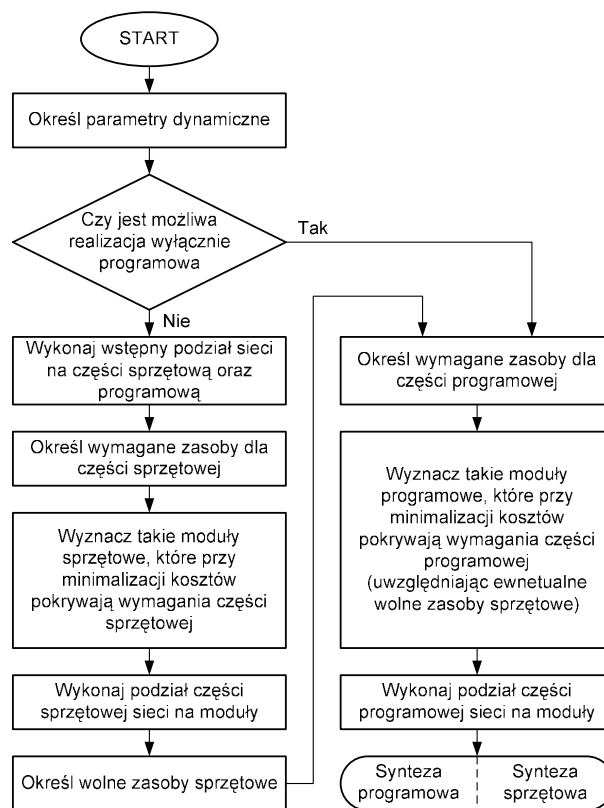 START
Określ parametry dynamiczne
Czy jest możliwa
realizacja wyłącznie
programowa
Tak
Nie
Wykonaj wstępny podział sieci
na części sprzętową oraz
programową
Określ wymagane zasoby dla
części sprzętowej
Wyznacz takie moduły
sprzętowe, które przy
minimalizacji kosztów
pokrywają wymagania części
sprzętowej
Wykonaj podział części
sprzętowej sieci na moduły
Określ wolne zasoby sprzętowe
Określ wymagane zasoby dla
części programowej
Wyznacz takie moduły
programowe, które przy
minimalizacji kosztów
pokrywają wymagania części
programowej
(uwzględniając ewnetualne
wolne zasoby sprzętowe)
Wykonaj podział części
programowej sieci na moduły
Synteza
programowa
Synteza
sprzętowa